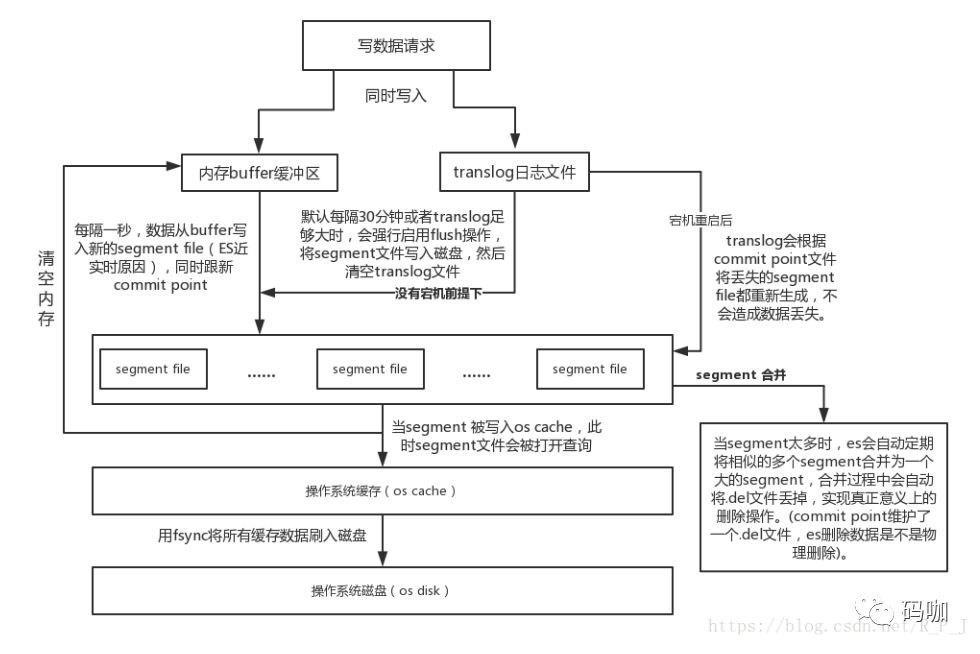 写数据请求
同时写入
内存buffer缓冲区
translog日志文件
清
空
内
存
每隔一秒，数据从buffer写
入新的segment file（ES近
实时原因），同时跟新
commit point
默认每隔30分钟或者translog足
够大时，会强行启用flush操作，
将segment文件写入磁盘，然后
清空translog文件
没有宕机前提下
宕机重启后
translog会根据
commit point文件
将丢失的segment
file都重新生成，不
会造成数据丢失。
segment file
......
segment file
......
segment file
segment 合并
当segment 被写入os cache，此
时segment文件会被打开查询
当segment太多时，es会自动定期
将相似的多个segment合并为一个
大的segment，合并过程中会自动
将.del文件丢掉，实现真正意义上的
删除操作。(commit point维护了
一个.del文件，es删除数据是不是物
理删除)。
操作系统缓存（os cache）
用fsync将所有缓存数据刷入磁盘
操作系统磁盘（os disk）
码咖
https://blog.csdn.net/R_P_J